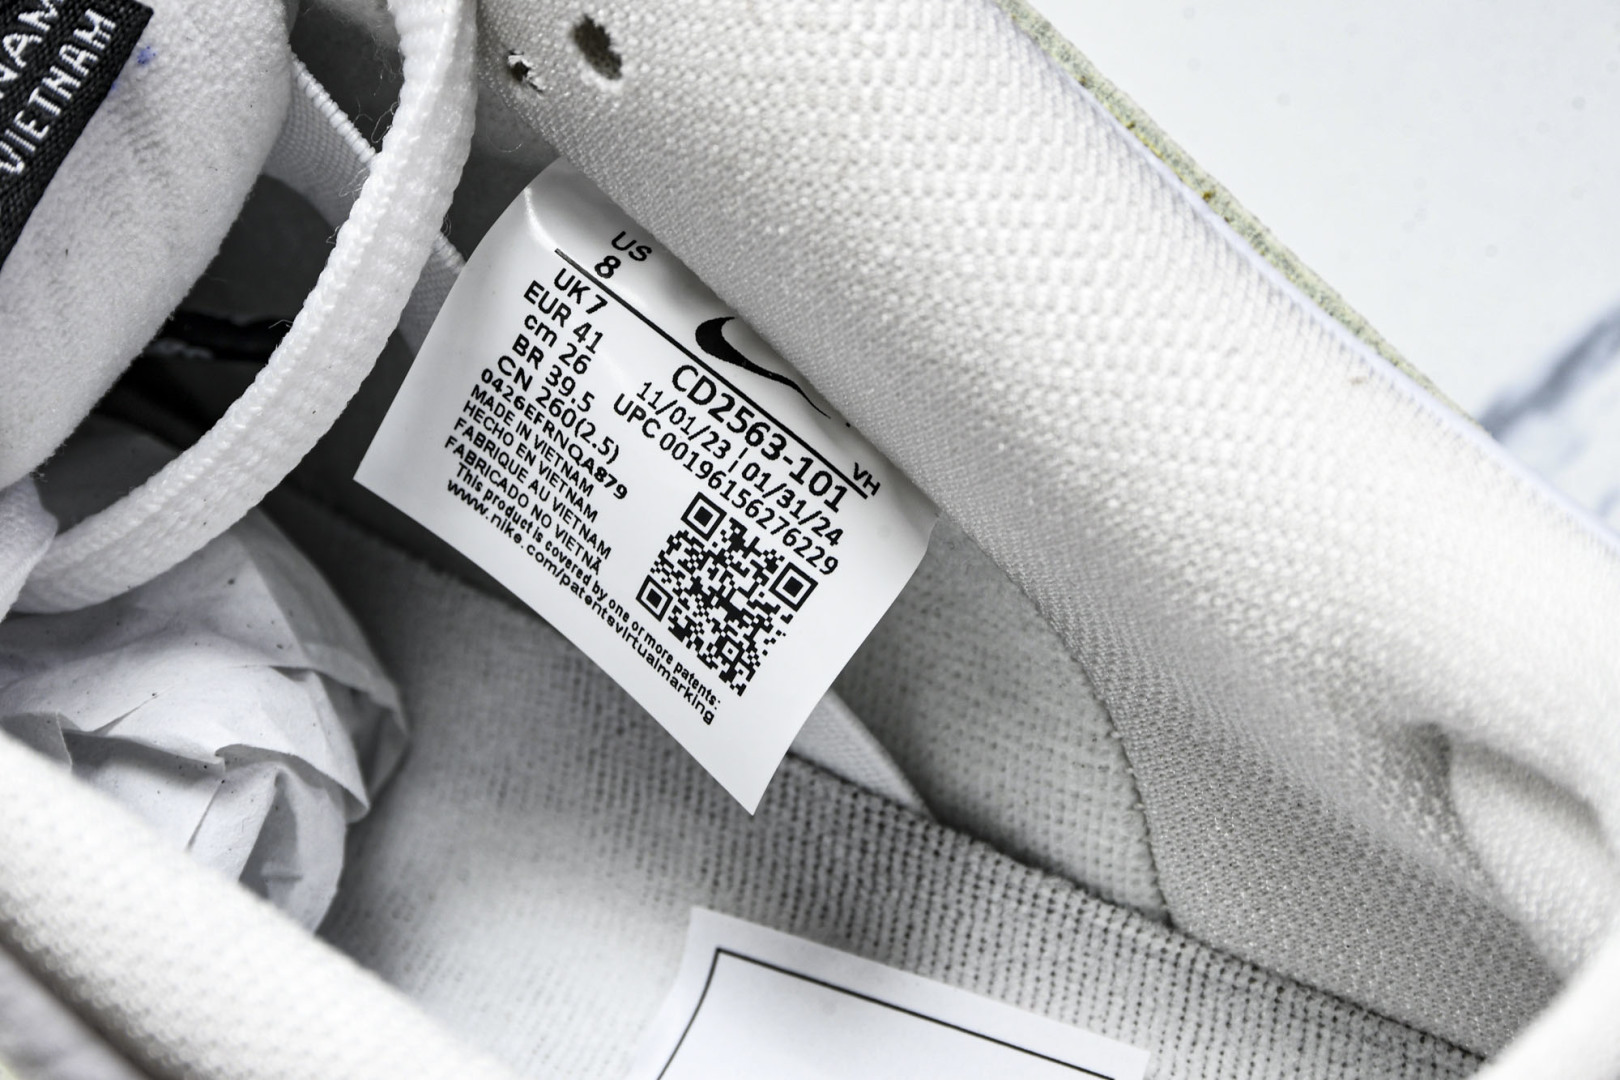 NAM
VIETNAM
US
8
UK 7
EUR 41
cm 26
BR 39.5
CN 260(2.5)
0426EFRNQA879
MADE IN VIETNAM
HECHO EN VIETNAM
FABRIQUE AU VIETNAM
FABRICADO NO VIETNÃ
This product is covered by one or more patents:
www.nike.com/patentsvirtualmarking
VH
CD2563-101
11/01/23 | 01/31/24
UPC 00196156276229